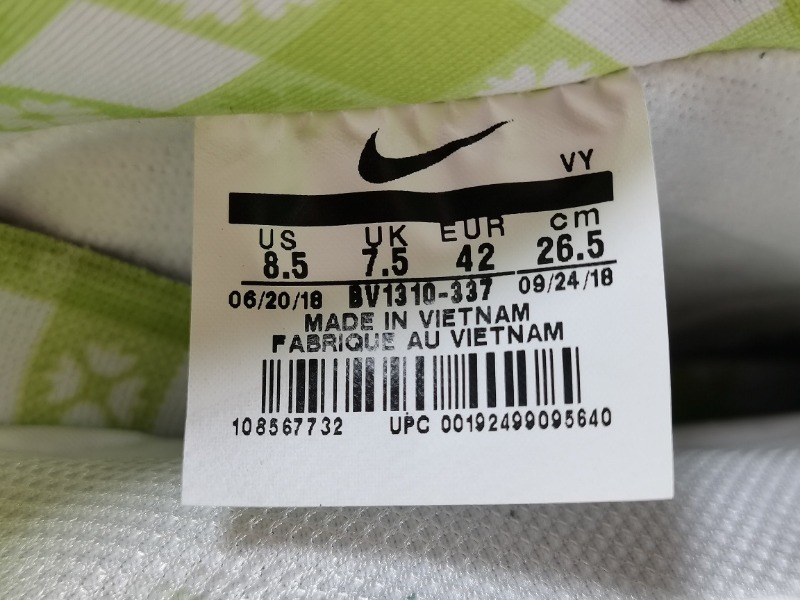 VY
US UK EUR cm
8.5 7.5 42 26.5
06/20/18 BV1310-337 09/24/18
MADE IN VIETNAM
FABRIQUE AU VIETNAM
108567732 UPC 00192499095640